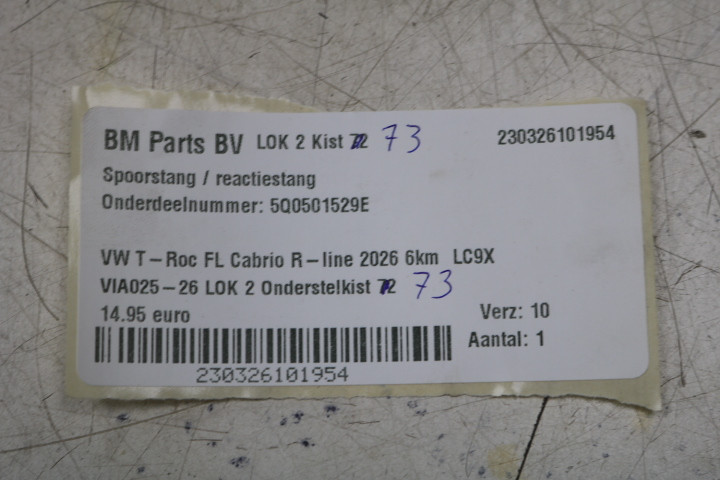 BM Parts BV LOK 2 Kist 72 73 230326101954
Spoorstang / reactiestang
Onderdeelnummer: 5Q0501529E
VW T-Roc FL Cabrio R-line 2026 6km LC9X
VIA025-26 LOK 2 Onderstelkist 72 73
14.95 euro Verz: 10
Aantal: 1
230326101954